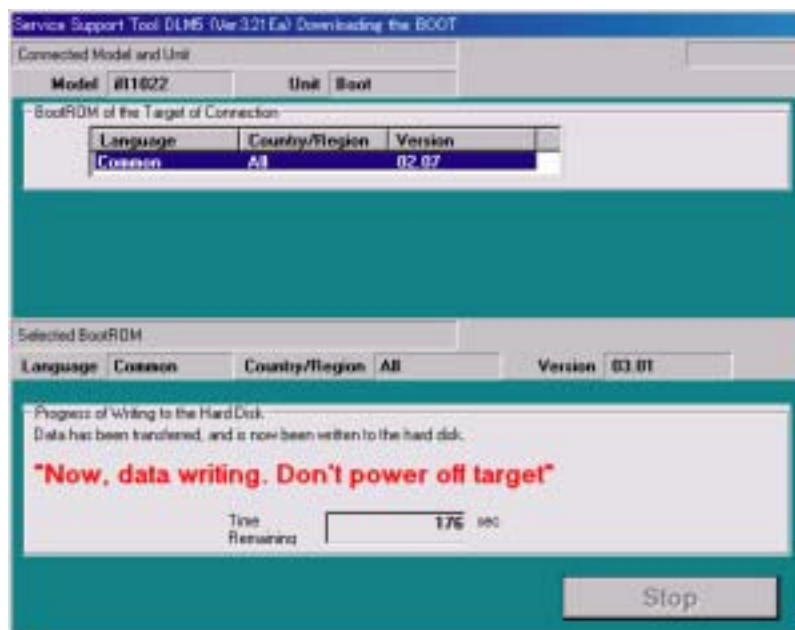 Service Support Tool DLM5 (Ver 3.21Ea) Downloading the BOOT
Connected Model and Unit
Model Unit Boot
BootROM of the Target of Connection
Language Country/Region Version
Common All 02.07
Selected BootROM
Language Common Country/Region All Version 03.01
Progress of Writing to the Hard Disk
Data has been transferred, and is now been written to the hard disk.
"Now, data writing. Don't power off target"
Time 176 sec
Remaining
Stop